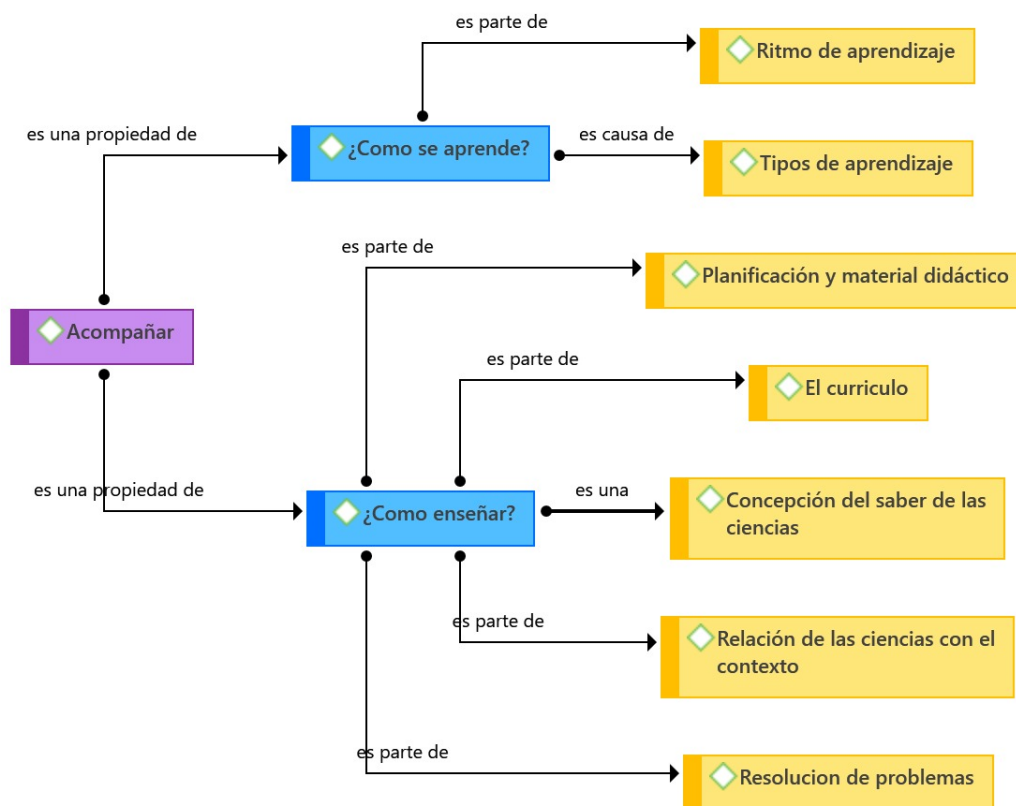 es parte de
Ritmo de aprendizaje
es una propiedad de
¿Como se aprende?
es causa de
Tipos de aprendizaje
es parte de
Planificación y material didáctico
Acompañar
es parte de
El curriculo
es una propiedad de
¿Como enseñar?
es una
Concepción del saber de las
ciencias
es parte de
Relación de las ciencias con el
contexto
es parte de
Resolucion de problemas